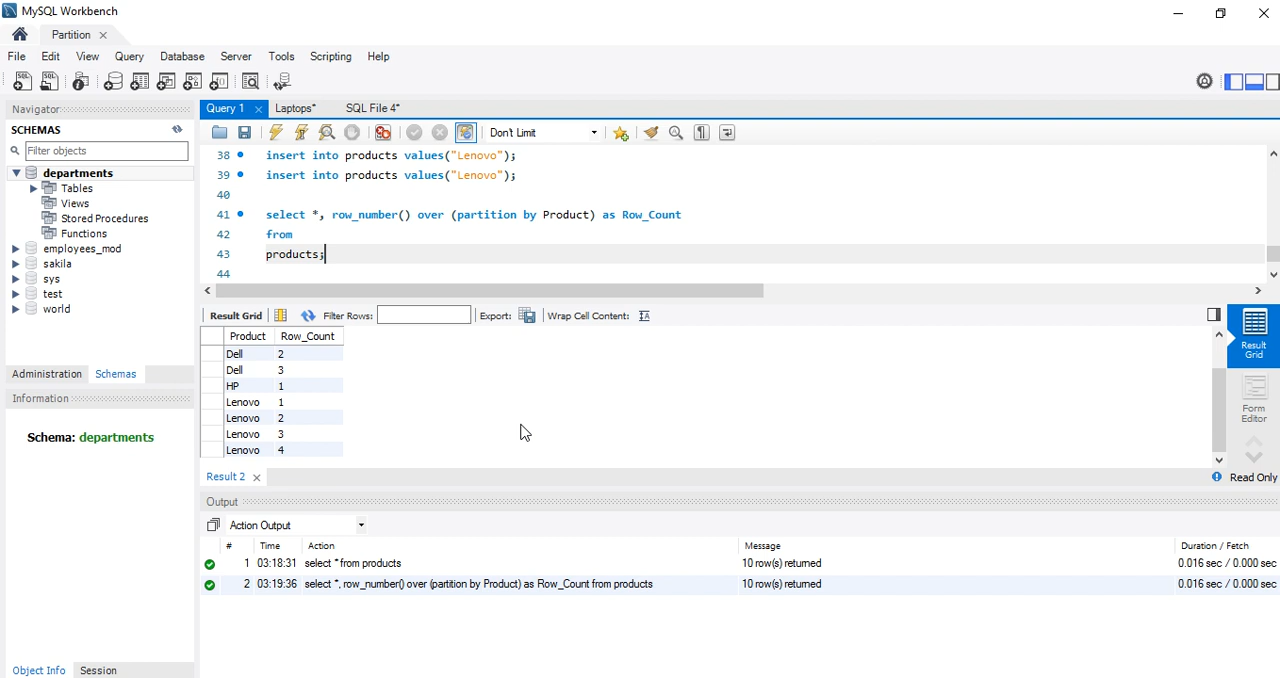 MySQL Workbench
Partition
File Edit View Query Database Server Tools Scripting Help
Navigator
SCHEMAS
Filter objects
departments
Tables
Views
Stored Procedures
Functions
employees_mod
sakila
sys
test
world
Administration Schemas
Information
Schema: departments
Object Info Session
Query 1 Laptops* SQL File 4*
Don't Limit
38 insert into products values("Lenovo");
39 insert into products values("Lenovo");
40
41 select *, row_number() over (partition by Product) as Row_Count
42 from
43 products;
44
Result Grid Filter Rows: Export: Wrap Cell Content:
Product Row_Count
Dell 2
Dell 3
HP 1
Lenovo 1
Lenovo 2
Lenovo 3
Lenovo 4
Result Grid
Form Editor
Result 2 Read Only
Output
Action Output
# Time Action Message Duration / Fetch
1 03:18:31 select * from products 10 row(s) returned 0.016 sec / 0.000 sec
2 03:19:36 select *, row_number() over (partition by Product) as Row_Count from products 10 row(s) returned 0.016 sec / 0.000 sec